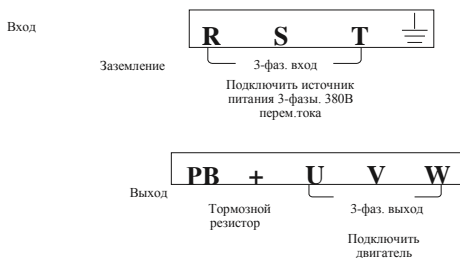 Вход
R S T
Заземление
3-фаз. вход
Подключить источник
питания 3-фазы. 380В
перем.тока
PB + U V W
Выход
Тормозной
резистор
3-фаз. выход
Подключить
двигатель